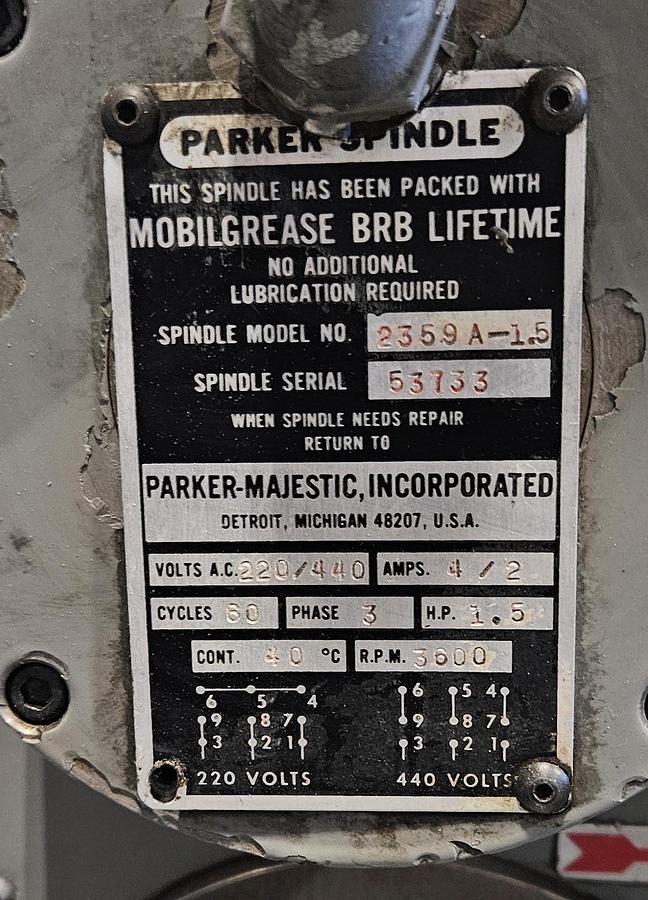 PARKER SPINDLE
THIS SPINDLE HAS BEEN PACKED WITH
MOBILGREASE BRB LIFETIME
NO ADDITIONAL
LUBRICATION REQUIRED
SPINDLE MODEL NO. 2359A-1.5
SPINDLE SERIAL 53733
WHEN SPINDLE NEEDS REPAIR
RETURN TO
PARKER-MAJESTIC, INCORPORATED
DETROIT, MICHIGAN 48207, U.S.A.
VOLTS A.C. 220/440 AMPS. 4 / 2
CYCLES 60 PHASE 3 H.P. 1.5
CONT. 40 °C R.P.M. 3600
6 5 4 6 5 4
9 8 7 9 8 7
3 2 1 3 2 1
220 VOLTS 440 VOLTS